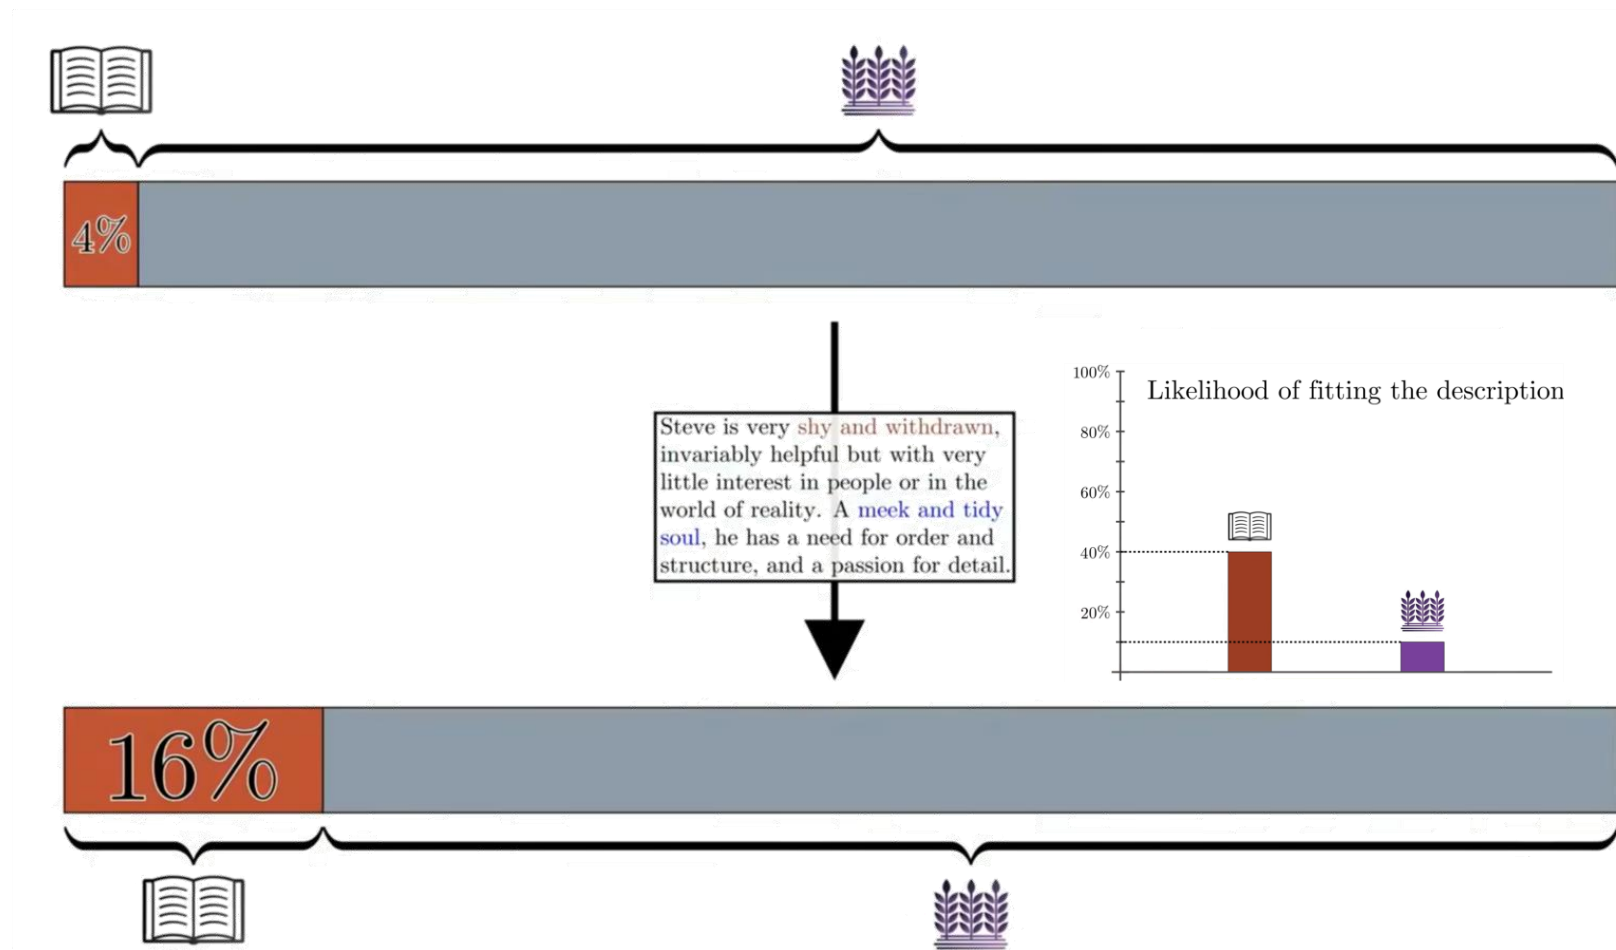 4%
Steve is very shy and withdrawn,
invariably helpful but with very
little interest in people or in the
world of reality. A meek and tidy
soul, he has a need for order and
structure, and a passion for detail.
Likelihood of fitting the description
100%
80%
60%
40%
20%
16%